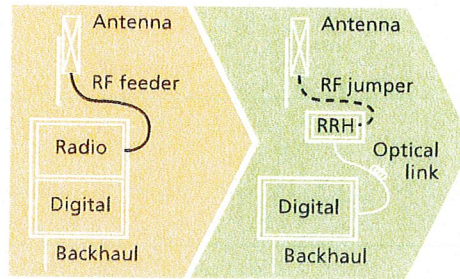 Antenna
RF feeder
Radio
Digital
Backhaul
Antenna
RF jumper
RRH
Optical
link
Digital
Backhaul